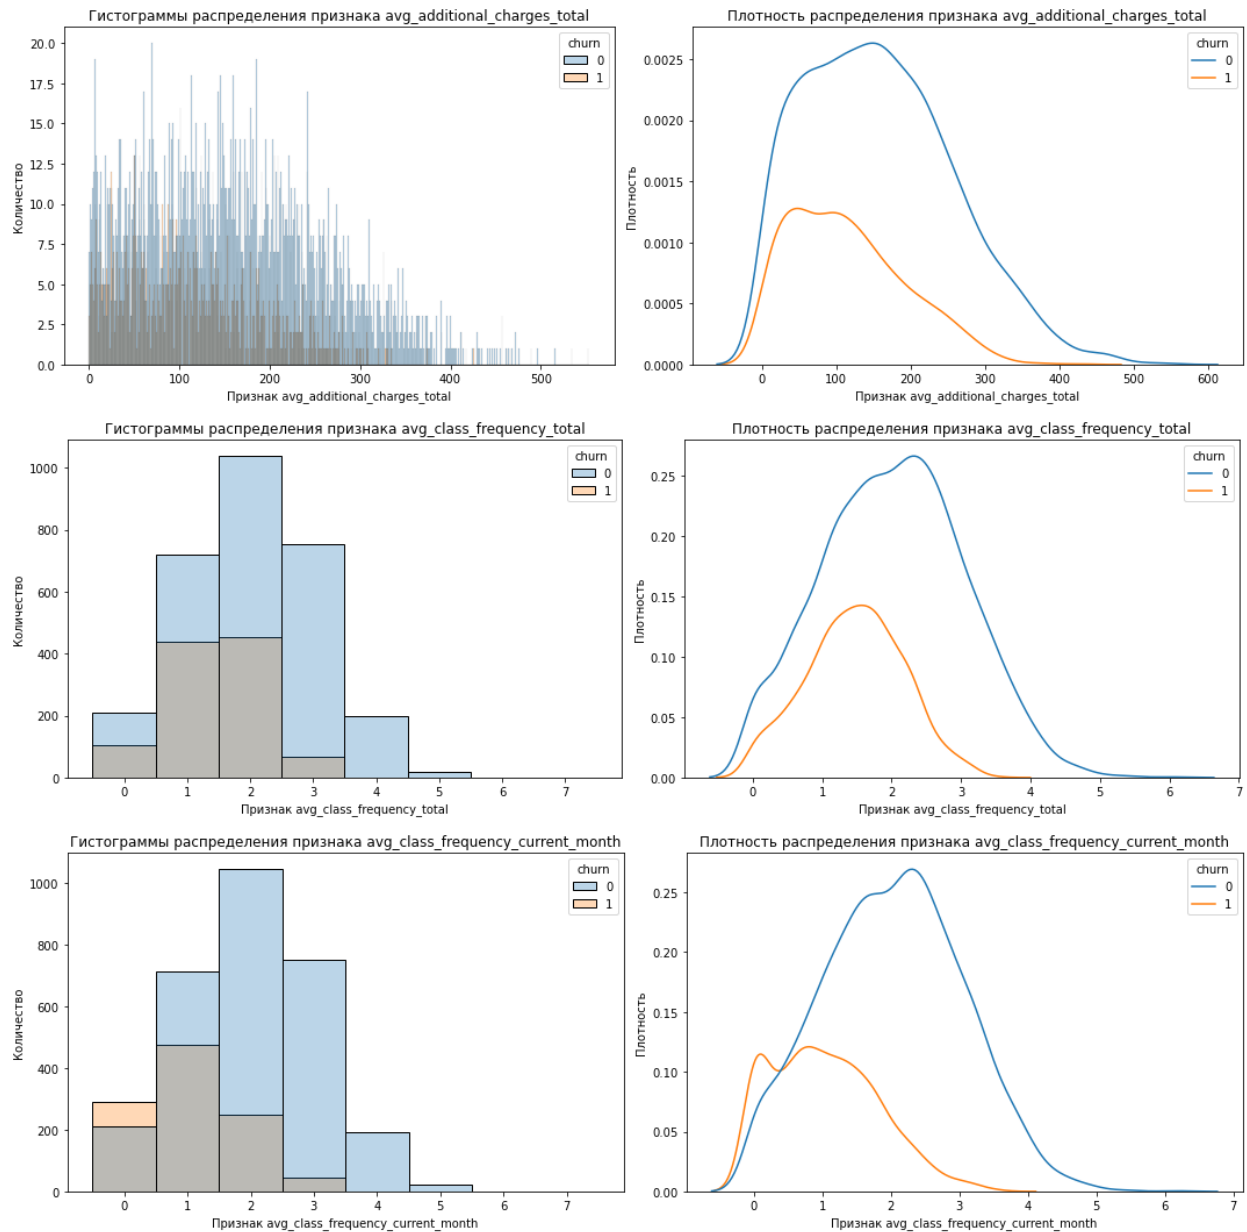 Гистограммы распределения признака avg_additional_charges_total
churn
0
1
20.0
17.5
15.0
12.5
10.0
7.5
5.0
2.5
0.0
Количество
0 100 200 300 400 500
Признак avg_additional_charges_total
Плотность распределения признака avg_additional_charges_total
churn
0
1
0.0025
0.0020
0.0015
0.0010
0.0005
0.0000
Плотность
0 100 200 300 400 500 600
Признак avg_additional_charges_total
Гистограммы распределения признака avg_class_frequency_total
churn
0
1
1000
800
600
400
200
0
Количество
0 1 2 3 4 5 6 7
Признак avg_class_frequency_total
Плотность распределения признака avg_class_frequency_total
churn
0
1
0.25
0.20
0.15
0.10
0.05
0.00
Плотность
0 1 2 3 4 5 6 7
Признак avg_class_frequency_total
Гистограммы распределения признака avg_class_frequency_current_month
churn
0
1
1000
800
600
400
200
0
Количество
0 1 2 3 4 5 6 7
Признак avg_class_frequency_current_month
Плотность распределения признака avg_class_frequency_current_month
churn
0
1
0.25
0.20
0.15
0.10
0.05
0.00
Плотность
0 1 2 3 4 5 6 7
Признак avg_class_frequency_current_month